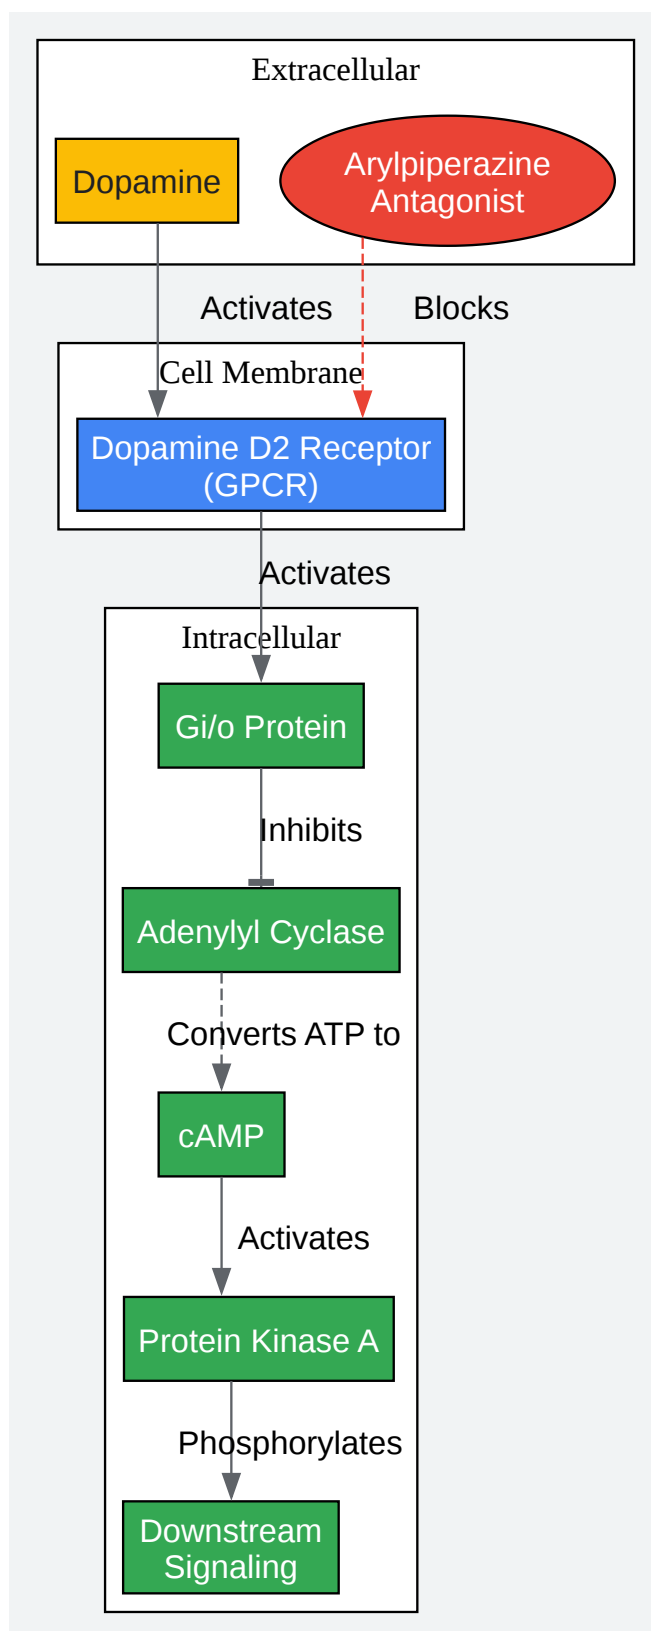 Extracellular
Dopamine
Arylpiperazine
Antagonist
Activates
Blocks
Cell Membrane
Dopamine D2 Receptor
(GPCR)
Activates
Intracellular
Gi/o Protein
Inhibits
Adenylyl Cyclase
Converts ATP to
cAMP
Activates
Protein Kinase A
Phosphorylates
Downstream
Signaling